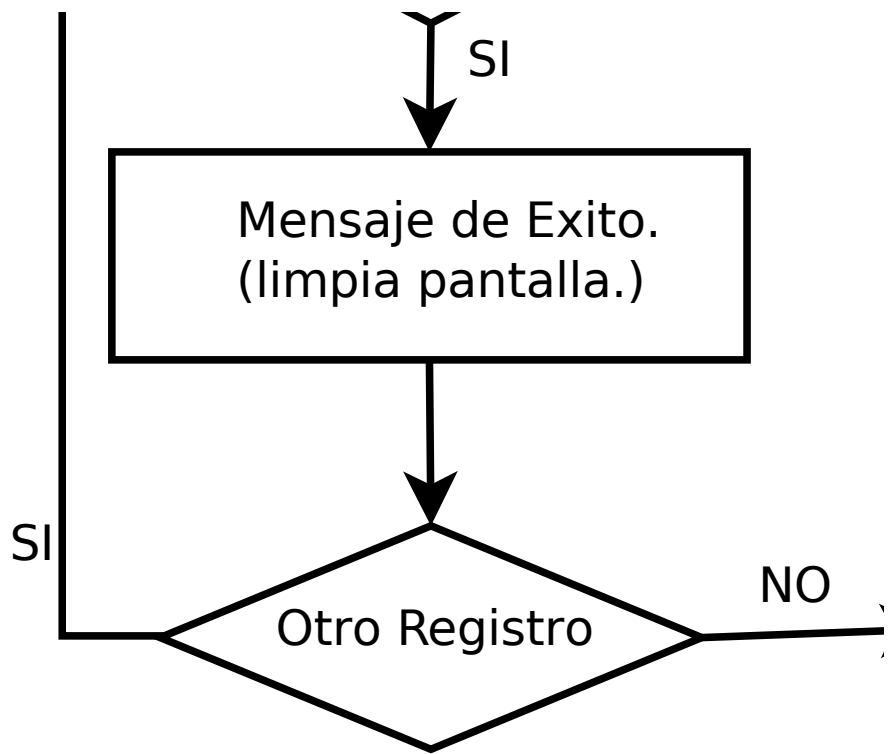 SI
Mensaje de Exito.
(limpia pantalla.)
SI
NO
Otro Registro